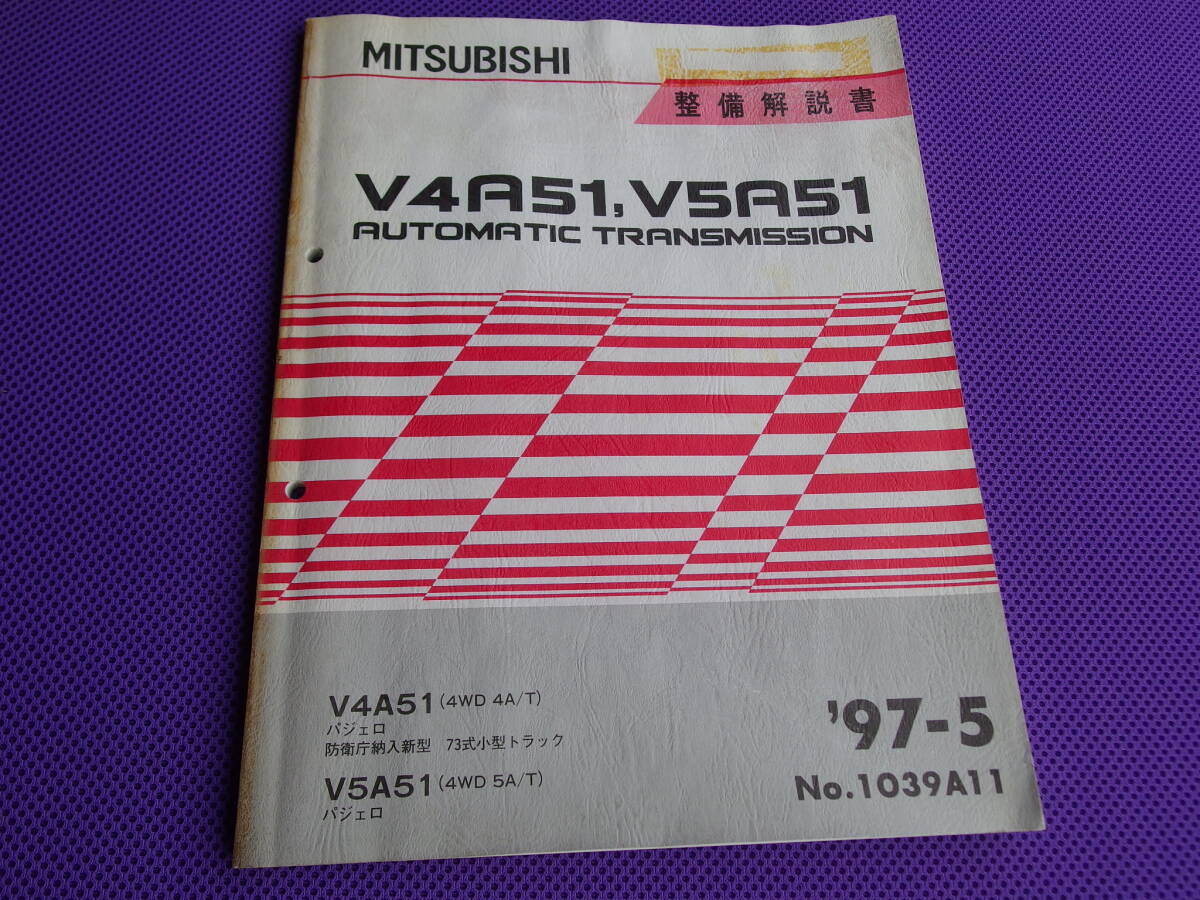 MITSUBISHI
整備解説書
V4A51, V5A51
AUTOMATIC TRANSMISSION
V4A51 (4WD 4A/T)
パジェロ
防衛庁納入新型 73式小型トラック
V5A51 (4WD 5A/T)
パジェロ
'97-5
No.1039A11